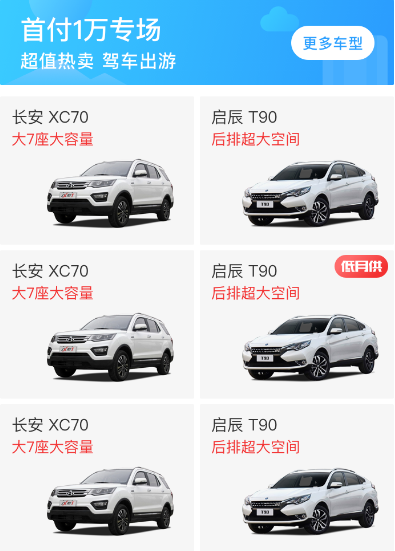 首付1万专场
超值热卖 驾车出游
更多车型
长安 XC70
大7座大容量
启辰 T90
后排超大空间
T90
长安 XC70
大7座大容量
启辰 T90
后排超大空间
低月供
T90
长安 XC70
大7座大容量
启辰 T90
后排超大空间
T90